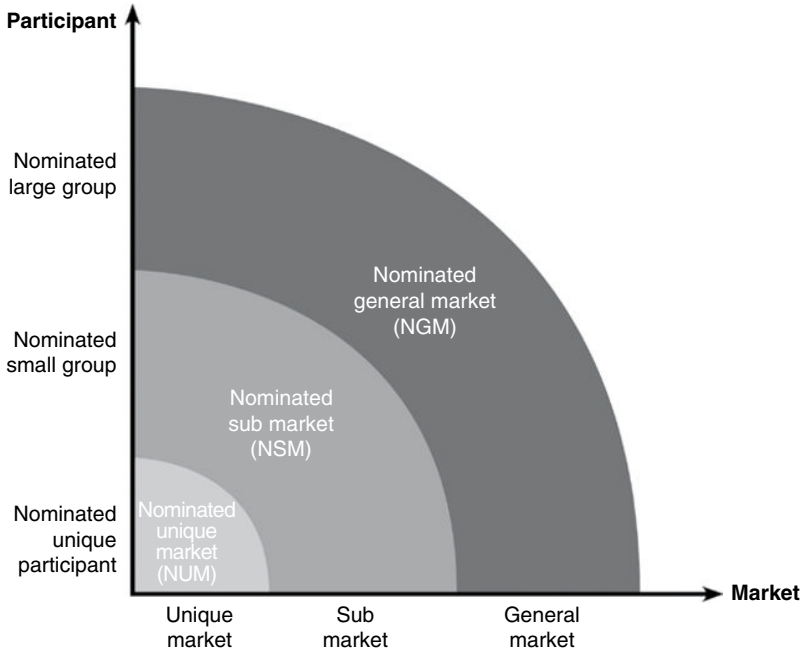 Participant
Nominated
large group
Nominated
general market
(NGM)
Nominated
small group
Nominated
sub market
(NSM)
Nominated
unique
participant
Nominated
unique
market
(NUM)
Market
Unique
market
Sub
market
General
market